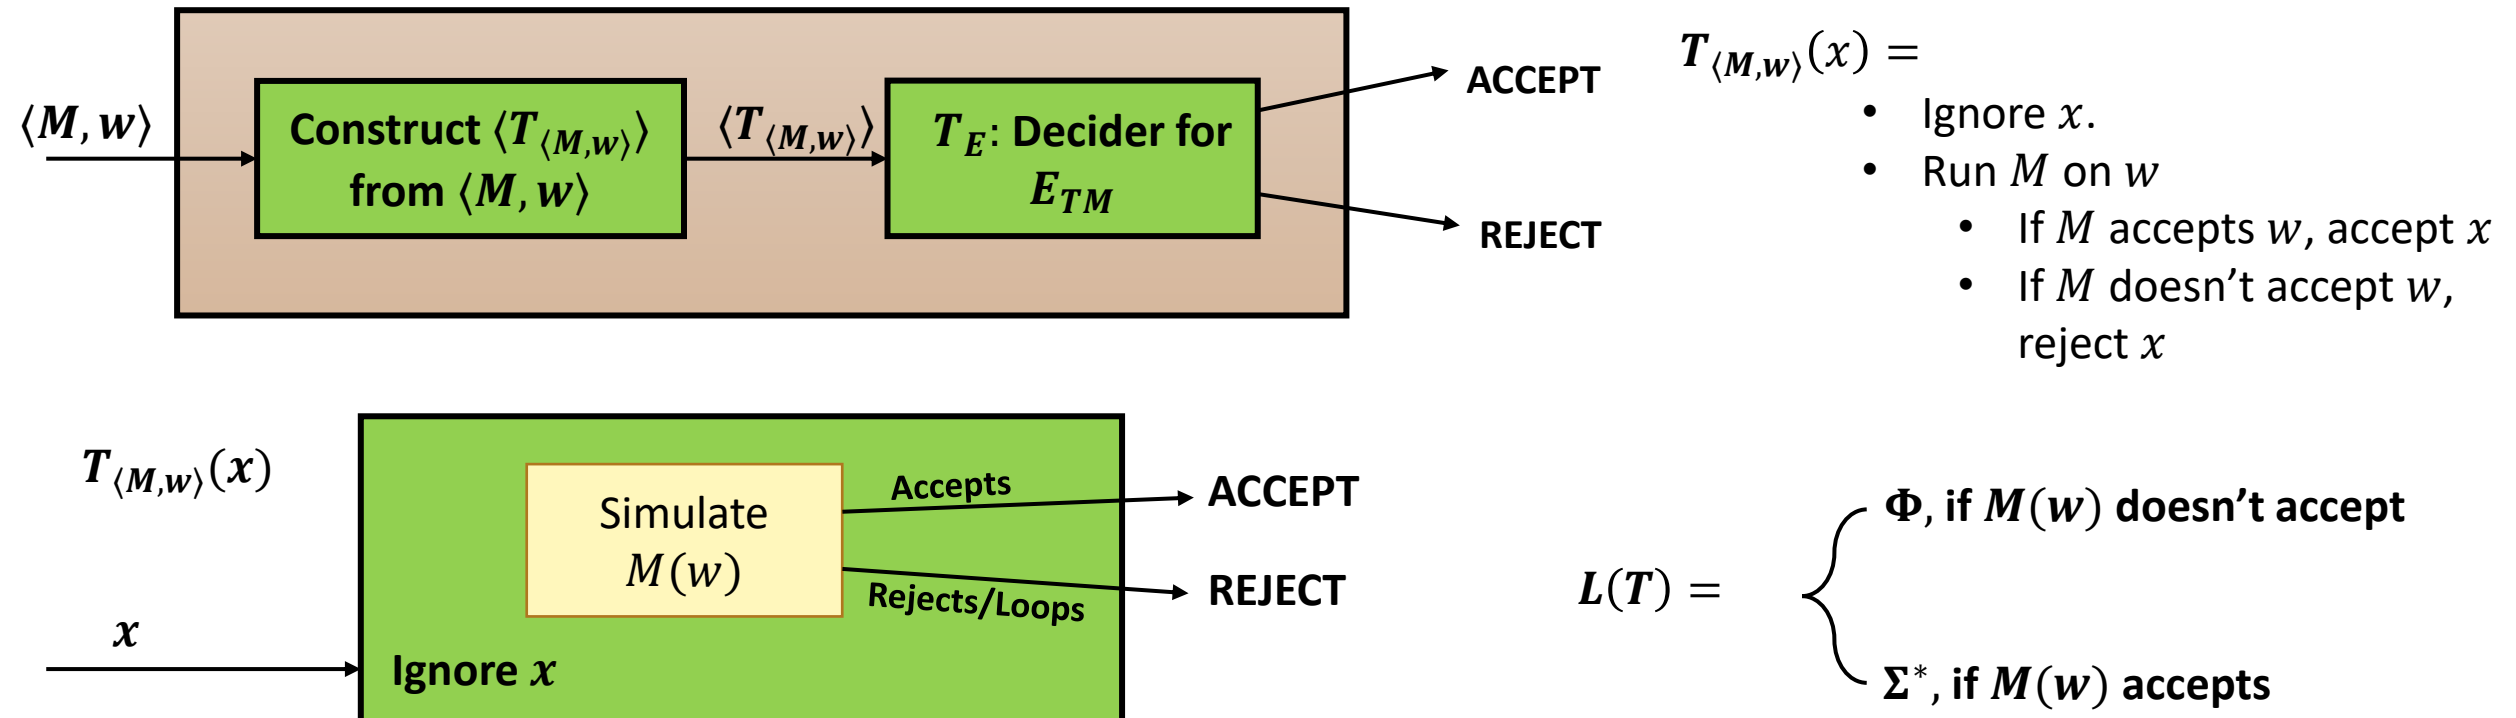 ⟨M, w⟩
Construct ⟨T⟨M,w⟩⟩
from ⟨M, w⟩
⟨T⟨M,w⟩⟩
T_E: Decider for
E_TM
ACCEPT
REJECT
T⟨M,w⟩(x) =
• Ignore x.
• Run M on w
• If M accepts w, accept x
• If M doesn’t accept w,
reject x
T⟨M,w⟩(x)
x
Simulate
M(w)
Accepts
Rejects/Loops
Ignore x
ACCEPT
REJECT
L(T) =
Φ, if M(w) doesn’t accept
Σ*, if M(w) accepts